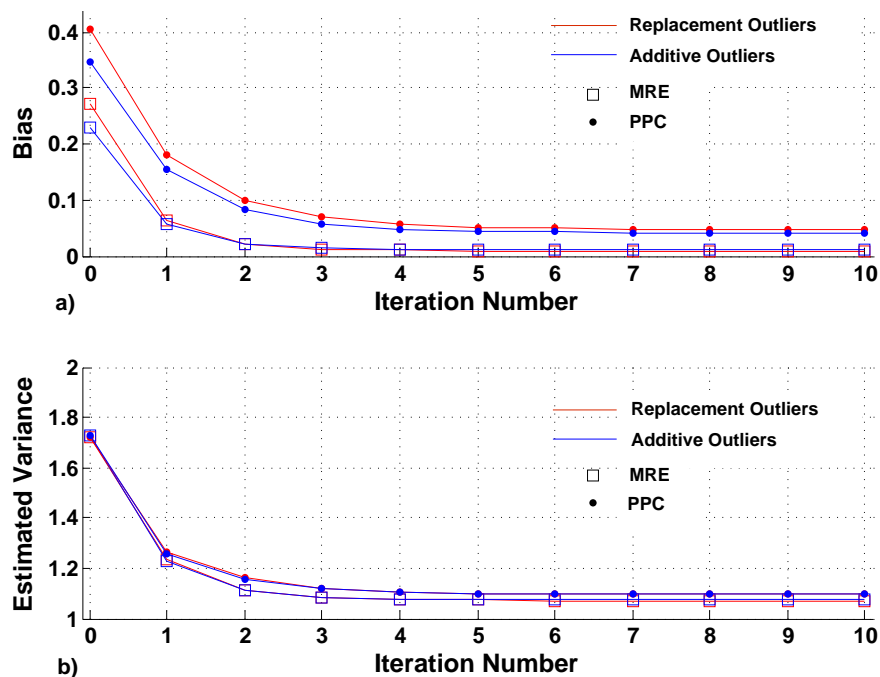 0.4
0.3
0.2
0.1
0
Bias
Replacement Outliers
Additive Outliers
MRE
PPC
0 1 2 3 4 5 6 7 8 9 10
Iteration Number
a)
2
1.8
1.6
1.4
1.2
1
Estimated Variance
Replacement Outliers
Additive Outliers
MRE
PPC
0 1 2 3 4 5 6 7 8 9 10
Iteration Number
b)